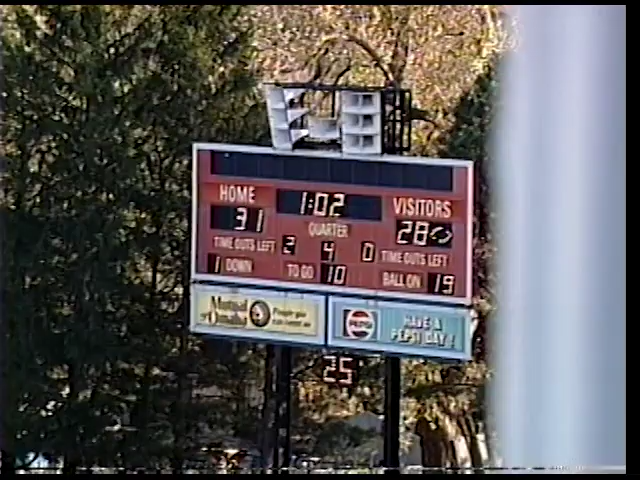 HOME 1:02 VISITORS
31 QUARTER 28
TIME OUTS LEFT 2 4 0 TIME OUTS LEFT
1 DOWN TO GO 10 BALL ON 19
Mutual of Omaha
PEPSI
HAVE A
PEPSI DAY!
25